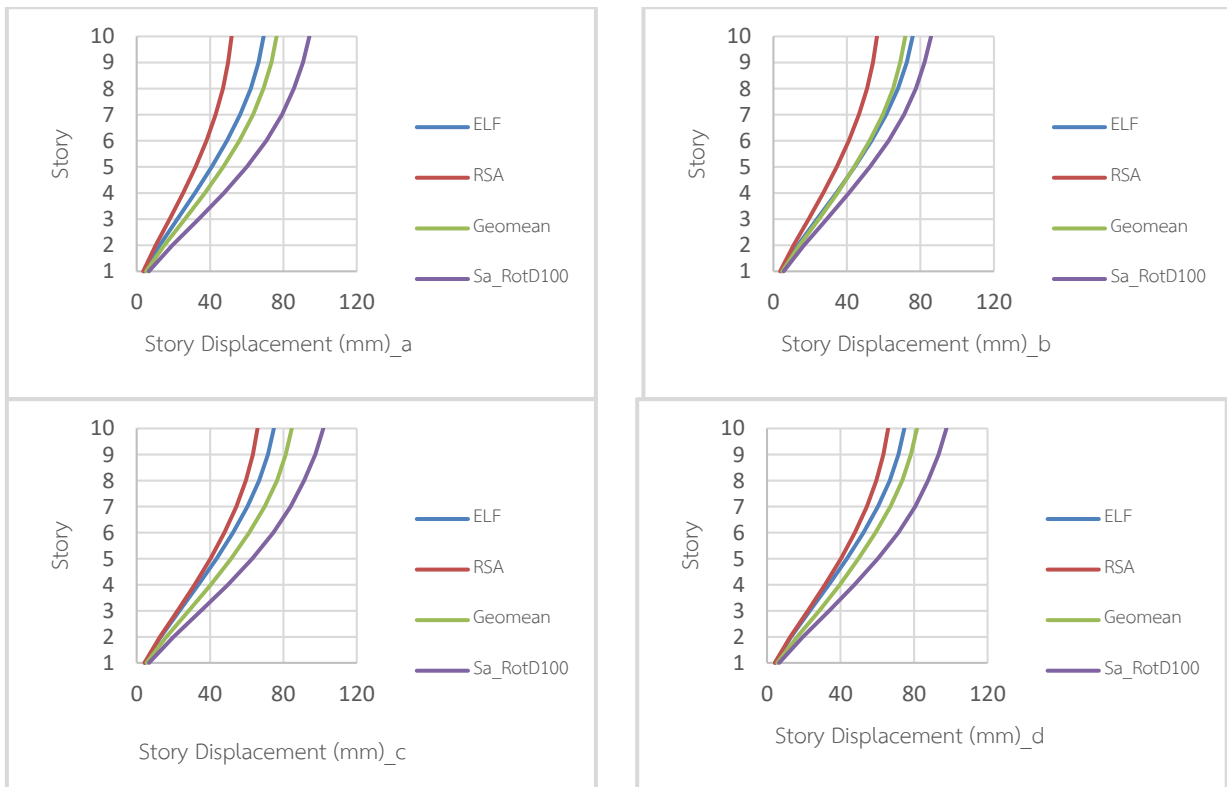 10
9
8
7
6
5
4
3
2
1
Story
0 40 80 120
Story Displacement (mm)_a
ELF
RSA
Geomean
Sa_RotD100
10
9
8
7
6
5
4
3
2
1
Story
0 40 80 120
Story Displacement (mm)_b
ELF
RSA
Geomean
Sa_RotD100
10
9
8
7
6
5
4
3
2
1
Story
0 40 80 120
Story Displacement (mm)_c
ELF
RSA
Geomean
Sa_RotD100
10
9
8
7
6
5
4
3
2
1
Story
0 40 80 120
Story Displacement (mm)_d
ELF
RSA
Geomean
Sa_RotD100